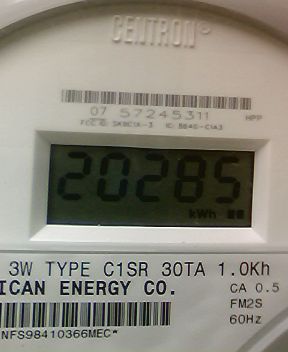 CENTRON®
07 57245311
HPP
20285
kWh
3W TYPE C1SR 30TA 1.0Kh
ICAN ENERGY CO.
CA 0.5
FM2S
60Hz
NFS98410366MEC*